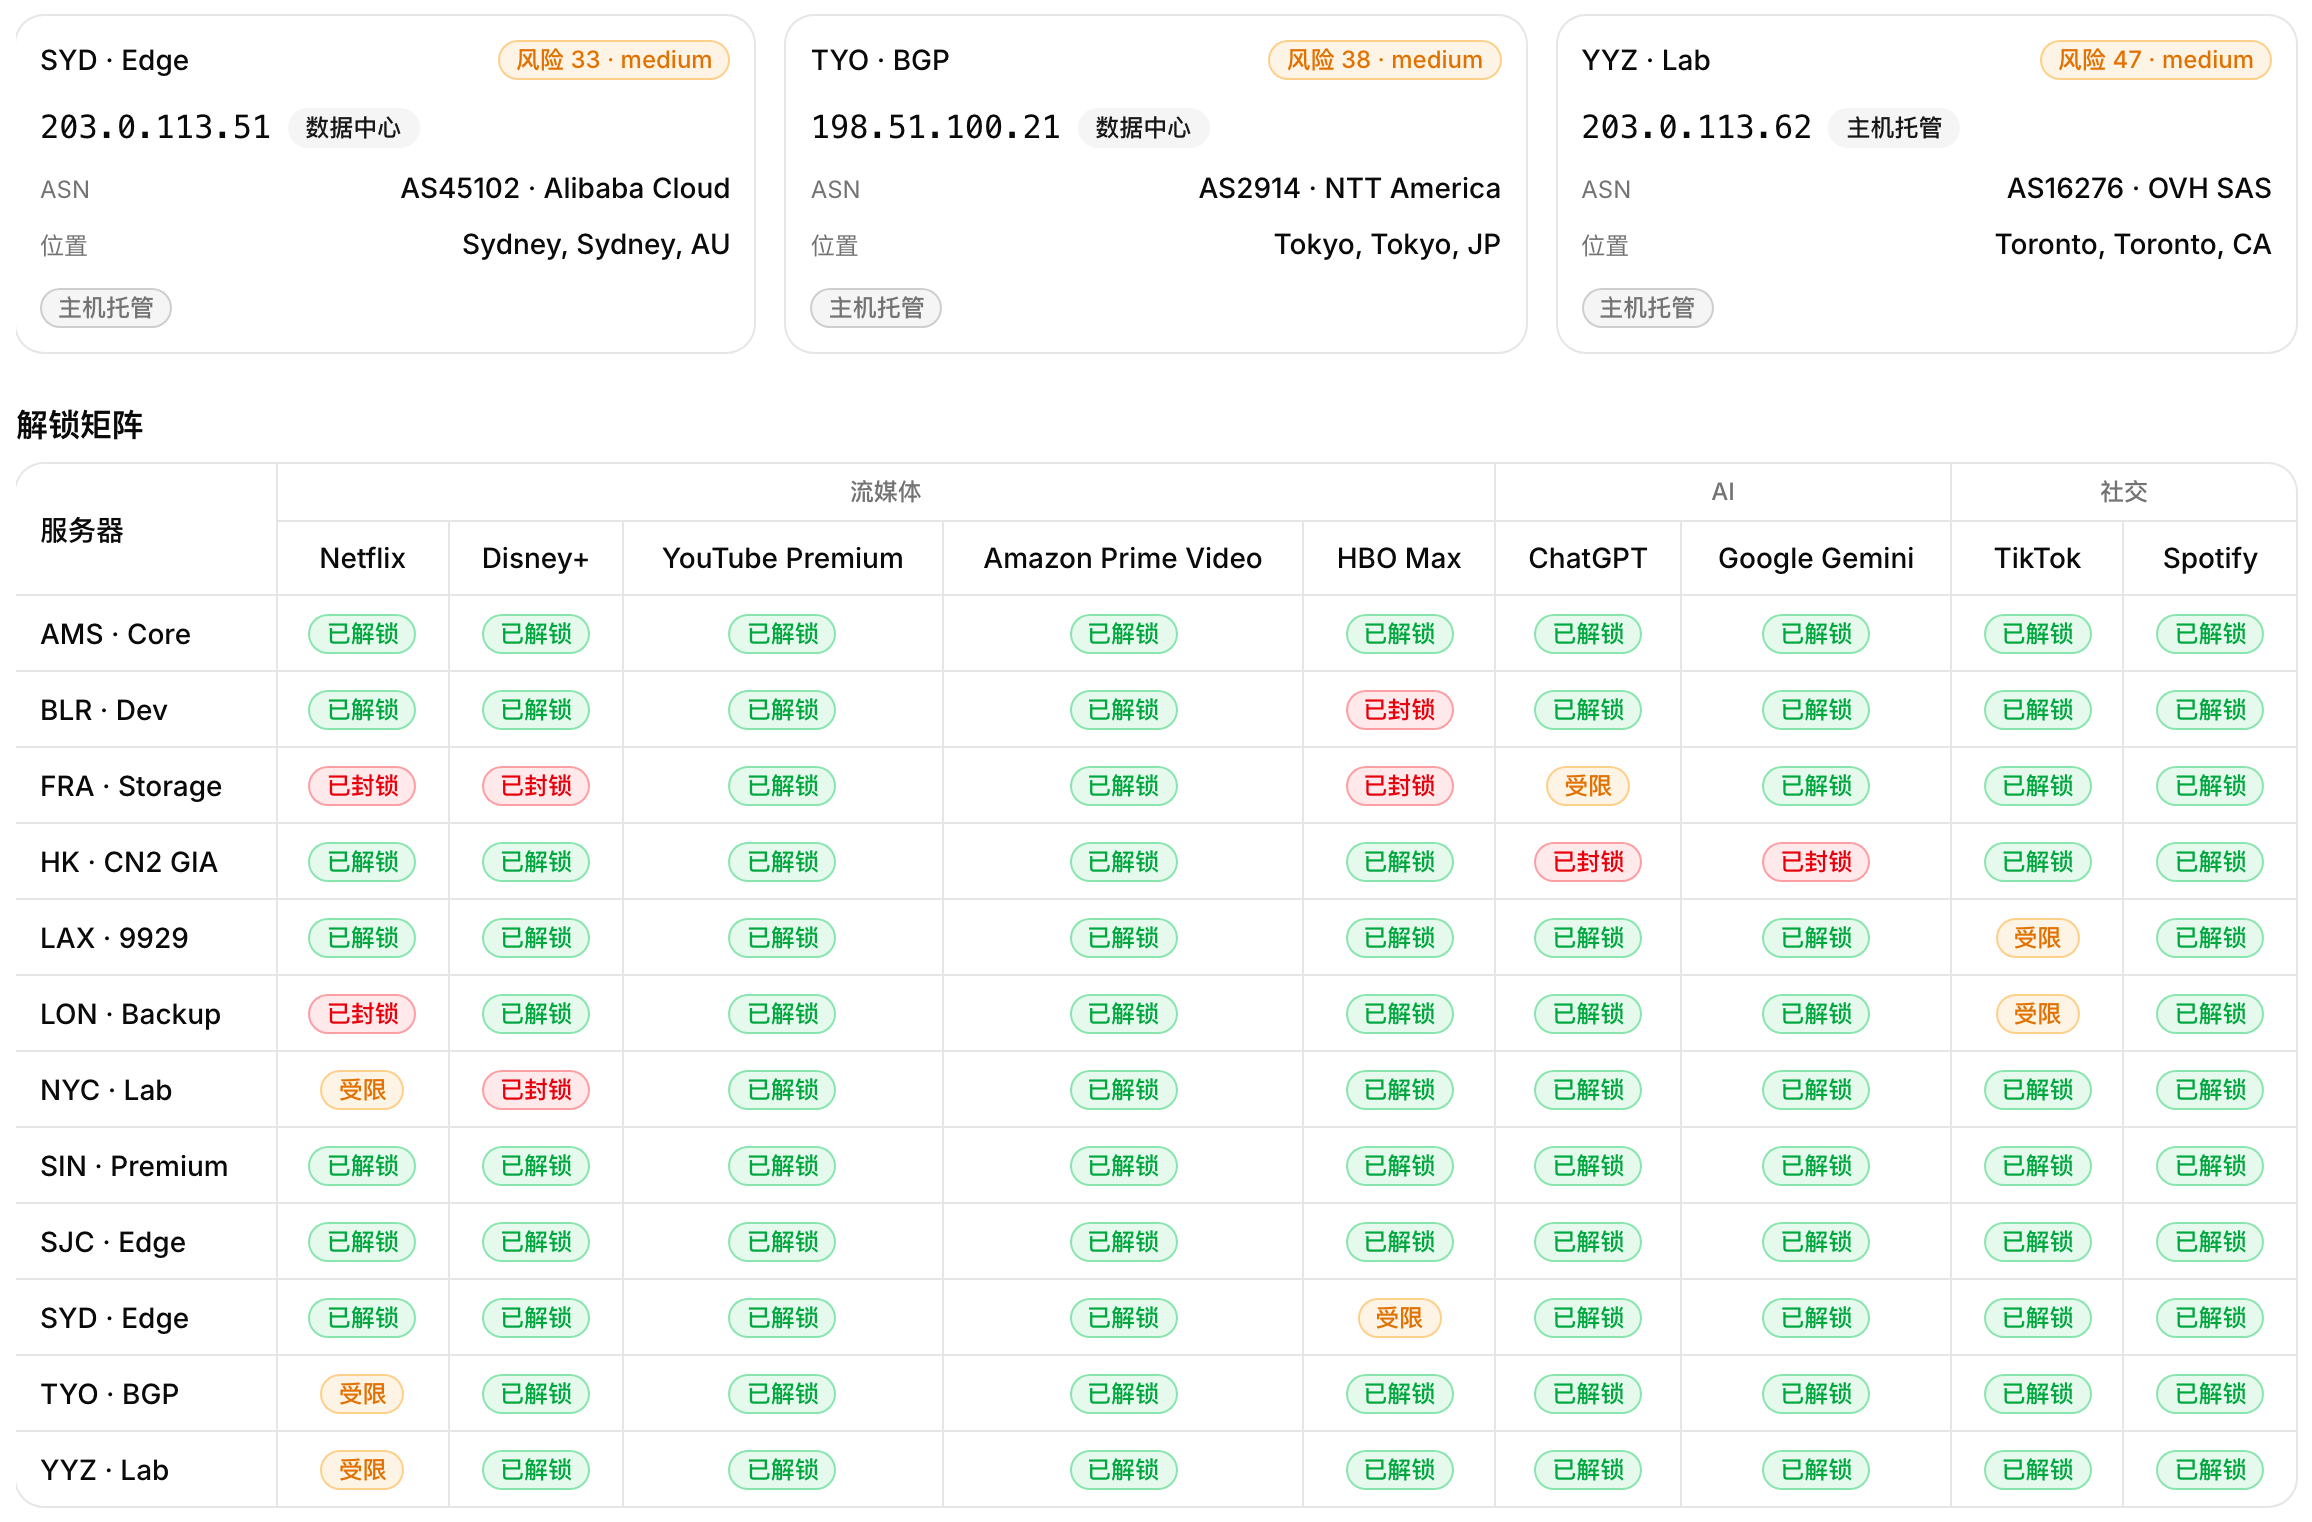 SYD · Edge
风险 33 · medium
203.0.113.51 数据中心
ASN AS45102 · Alibaba Cloud
位置 Sydney, Sydney, AU
主机托管
TYO · BGP
风险 38 · medium
198.51.100.21 数据中心
ASN AS2914 · NTT America
位置 Tokyo, Tokyo, JP
主机托管
YYZ · Lab
风险 47 · medium
203.0.113.62 主机托管
ASN AS16276 · OVH SAS
位置 Toronto, Toronto, CA
主机托管
解锁矩阵
服务器 流媒体 AI 社交
Netflix Disney+ YouTube Premium Amazon Prime Video HBO Max ChatGPT Google Gemini TikTok Spotify
AMS · Core 已解锁 已解锁 已解锁 已解锁 已解锁 已解锁 已解锁 已解锁 已解锁
BLR · Dev 已解锁 已解锁 已解锁 已解锁 已封锁 已解锁 已解锁 已解锁 已解锁
FRA · Storage 已封锁 已封锁 已解锁 已解锁 已封锁 受限 已解锁 已解锁 已解锁
HK · CN2 GIA 已解锁 已解锁 已解锁 已解锁 已解锁 已封锁 已封锁 已解锁 已解锁
LAX · 9929 已解锁 已解锁 已解锁 已解锁 已解锁 已解锁 已解锁 受限 已解锁
LON · Backup 已封锁 已解锁 已解锁 已解锁 已解锁 已解锁 已解锁 受限 已解锁
NYC · Lab 受限 已封锁 已解锁 已解锁 已解锁 已解锁 已解锁 已解锁 已解锁
SIN · Premium 已解锁 已解锁 已解锁 已解锁 已解锁 已解锁 已解锁 已解锁 已解锁
SJC · Edge 已解锁 已解锁 已解锁 已解锁 已解锁 已解锁 已解锁 已解锁 已解锁
SYD · Edge 已解锁 已解锁 已解锁 已解锁 受限 已解锁 已解锁 已解锁 已解锁
TYO · BGP 受限 已解锁 已解锁 已解锁 已解锁 已解锁 已解锁 已解锁 已解锁
YYZ · Lab 受限 已解锁 已解锁 已解锁 已解锁 已解锁 已解锁 已解锁 已解锁